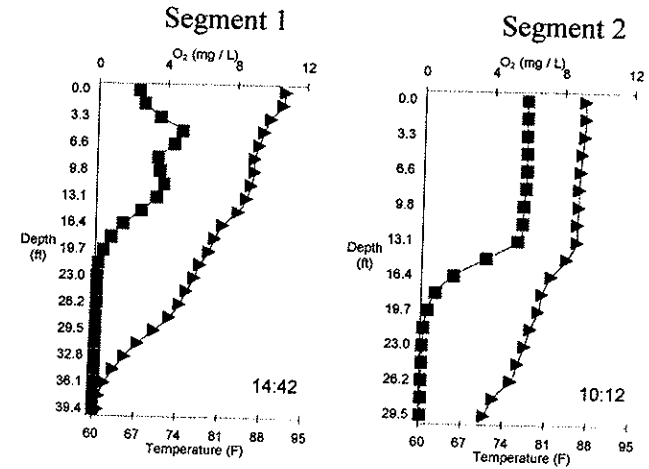 Segment 1
O₂ (mg / L)
0 4 8 12
0.0
3.3
6.6
9.8
13.1
16.4
19.7
23.0
26.2
29.5
32.8
36.1
39.4
Depth
(ft)
14:42
60 67 74 81 88 95
Temperature (F)
Segment 2
O₂ (mg / L)
0 4 8 12
0.0
3.3
6.6
9.8
13.1
16.4
19.7
23.0
26.2
29.5
Depth
(ft)
10:12
60 67 74 81 88 95
Temperature (F)